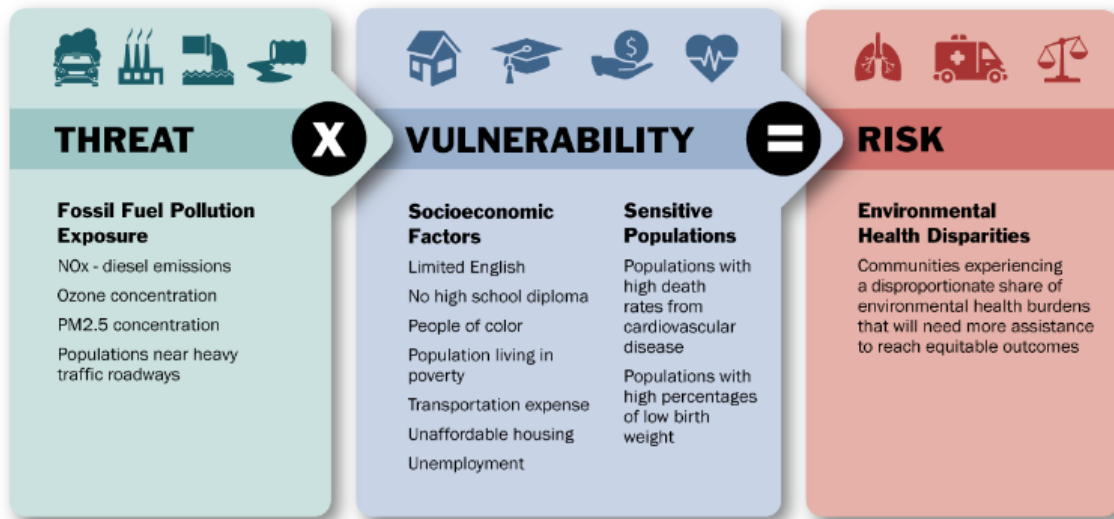 $
THREAT
X
VULNERABILITY
=
RISK
Fossil Fuel Pollution
Exposure
NOx - diesel emissions
Ozone concentration
PM2.5 concentration
Populations near heavy
traffic roadways
Socioeconomic
Factors
Limited English
No high school diploma
People of color
Population living in
poverty
Transportation expense
Unaffordable housing
Unemployment
Sensitive
Populations
Populations with
high death
rates from
cardiovascular
disease
Populations with
high percentages
of low birth
weight
Environmental
Health Disparities
Communities experiencing
a disproportionate share of
environmental health burdens
that will need more assistance
to reach equitable outcomes